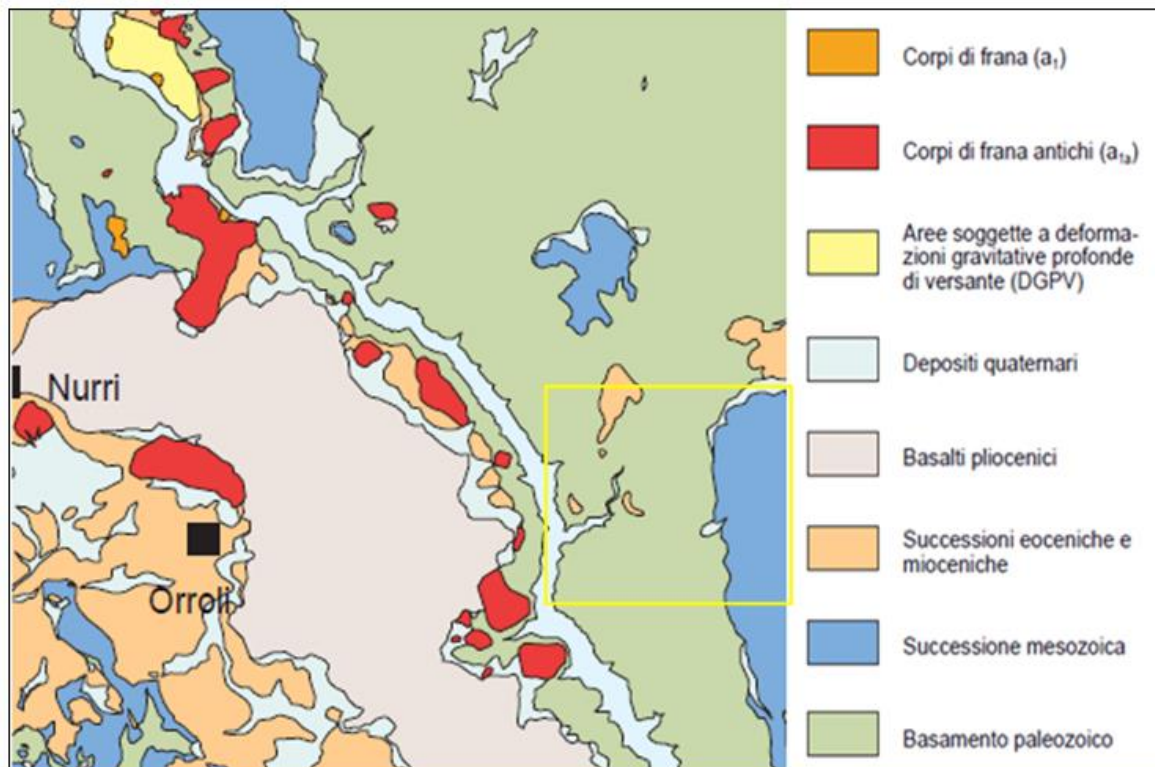 Nurri
Orroli
Corpi di frana (a₁)
Corpi di frana antichi (a₁ₐ)
Aree soggette a deforma-
zioni gravitative profonde
di versante (DGPV)
Depositi quaternari
Basalti pliocenici
Successioni eoceniche e
mioceniche
Successione mesozoica
Basamento paleozoico